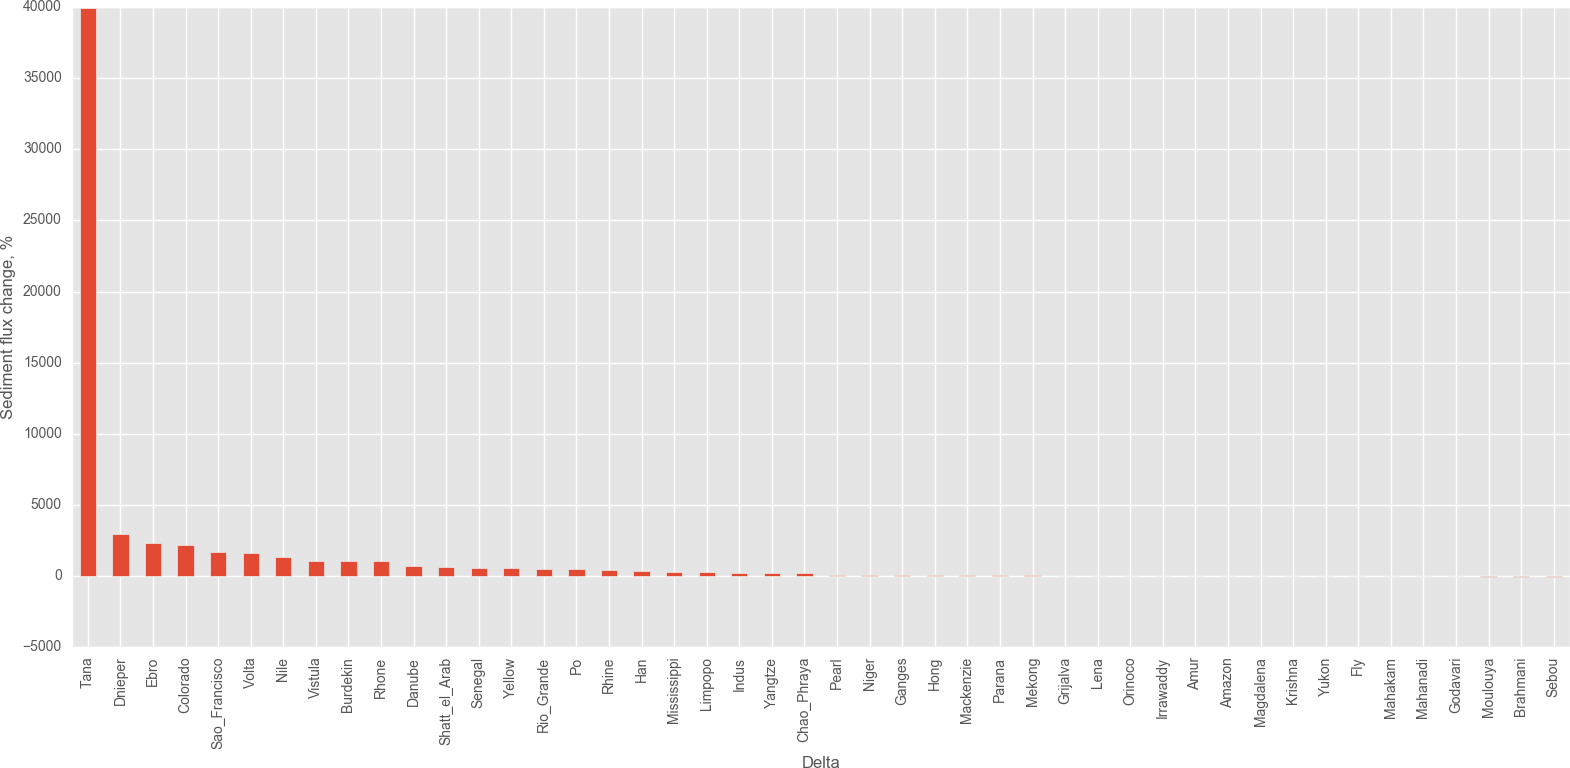 40000
35000
30000
25000
20000
15000
10000
5000
0
−5000
Sediment flux change, %
Tana
Dniepper
Ebro
Colorado
Sao_Francisco
Volta
Nile
Vistula
Burdekin
Rhone
Danube
Shatt_el_Arab
Senegal
Yellow
Rio_Grande
Po
Rhine
Han
Mississippi
Limpopo
Indus
Yangtze
Chao_Phraya
Pearl
Niger
Ganges
Hong
Mackenzie
Parana
Mekong
Grijalva
Lena
Orinoco
Irrawaddy
Amur
Amazon
Magdalena
Krishna
Yukon
Fly
Mahakam
Mahanadi
Godavari
Moulouya
Brahmani
Sebou
Delta